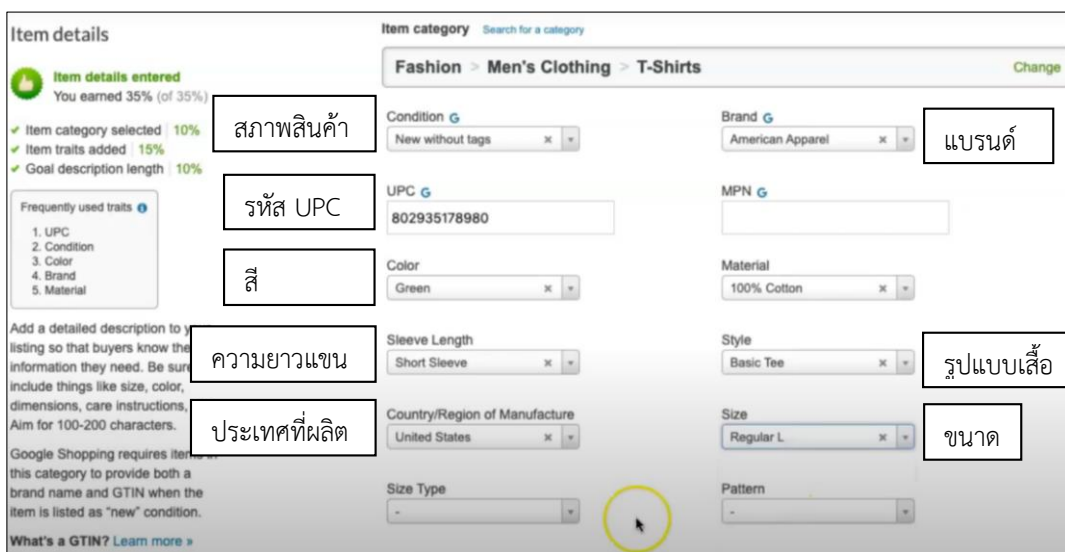 Item details
Item details entered
You earned 35% (of 35%)
Item category selected 10%
Item traits added 15%
Goal description length 10%
Frequently used traits
1. UPC
2. Condition
3. Color
4. Brand
5. Material
Add a detailed description to
listing so that buyers know the
information they need. Be sure
include things like size, color,
dimensions, care instructions,
Aim for 100-200 characters.
Google Shopping requires items in
this category to provide both a
brand name and GTIN when the
item is listed as "new" condition.
What's a GTIN? Learn more »
Item category Search for a category
Fashion > Men's Clothing > T-Shirts Change
สภาพสินค้า
Condition G
New without tags
Brand G
American Apparel
แบรนด์
รหัส UPC
UPC G
802935178980
MPN G
สี
Color
Green
Material
100% Cotton
ความยาวแขน
Sleeve Length
Short Sleeve
Style
Basic Tee
รูปแบบเสื้อ
ประเทศที่ผลิต
Country/Region of Manufacture
United States
Size
Regular L
ขนาด
Size Type
-
Pattern
-